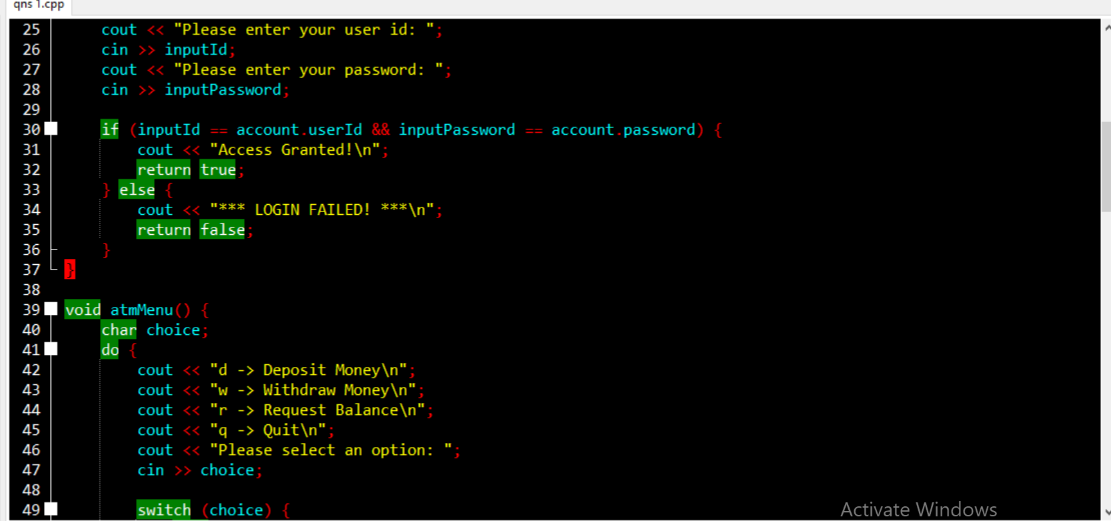 qns 1.cpp
25 cout << "Please enter your user id: ";
26 cin >> inputId;
27 cout << "Please enter your password: ";
28 cin >> inputPassword;
29
30 if (inputId == account.userId && inputPassword == account.password) {
31 cout << "Access Granted!\n";
32 return true;
33 } else {
34 cout << "*** LOGIN FAILED! ***\n";
35 return false;
36 }
37 }
38
39 void atmMenu() {
40 char choice;
41 do {
42 cout << "d -> Deposit Money\n";
43 cout << "w -> Withdraw Money\n";
44 cout << "r -> Request Balance\n";
45 cout << "q -> Quit\n";
46 cout << "Please select an option: ";
47 cin >> choice;
48
49 switch (choice) {
Activate Windows